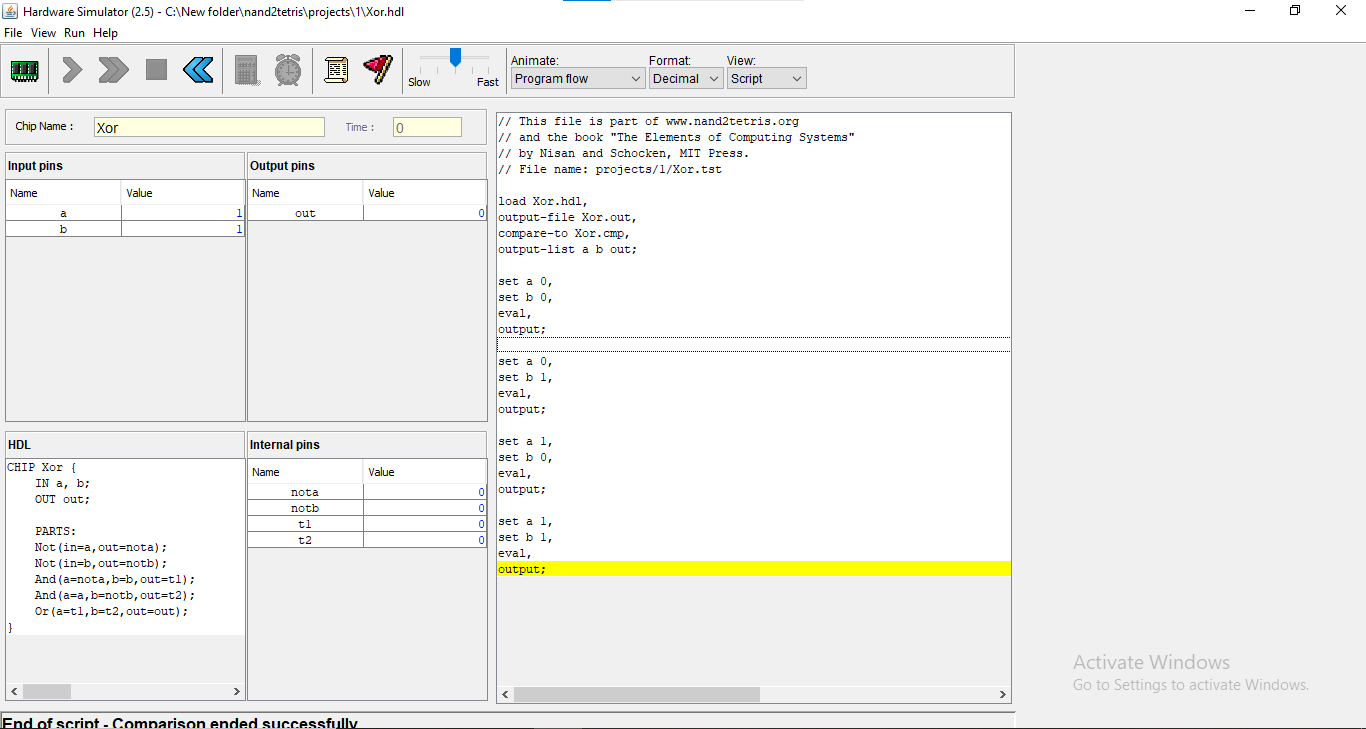 Hardware Simulator (2.5) - C:\New folder\nand2tetris\projects\1\Xor.hdl
File View Run Help
Slow Fast
Animate: Format: View:
Program flow Decimal Script
Chip Name : Xor Time : 0
Input pins
Name Value
a 1
b 1
Output pins
Name Value
out 0
HDL
CHIP Xor {
IN a, b;
OUT out;
PARTS:
Not(in=a,out=nota);
Not(in=b,out=notb);
And(a=nota,b=b,out=t1);
And(a=a,b=notb,out=t2);
Or(a=t1,b=t2,out=out);
}
Internal pins
Name Value
nota 0
notb 0
t1 0
t2 0
// This file is part of www.nand2tetris.org
// and the book "The Elements of Computing Systems"
// by Nisan and Schocken, MIT Press.
// File name: projects/1/Xor.tst
load Xor.hdl,
output-file Xor.out,
compare-to Xor.cmp,
output-list a b out;
set a 0,
set b 0,
eval,
output;
set a 0,
set b 1,
eval,
output;
set a 1,
set b 0,
eval,
output;
set a 1,
set b 1,
eval,
output;
Activate Windows
Go to Settings to activate Windows.
End of script - Comparison ended successfully